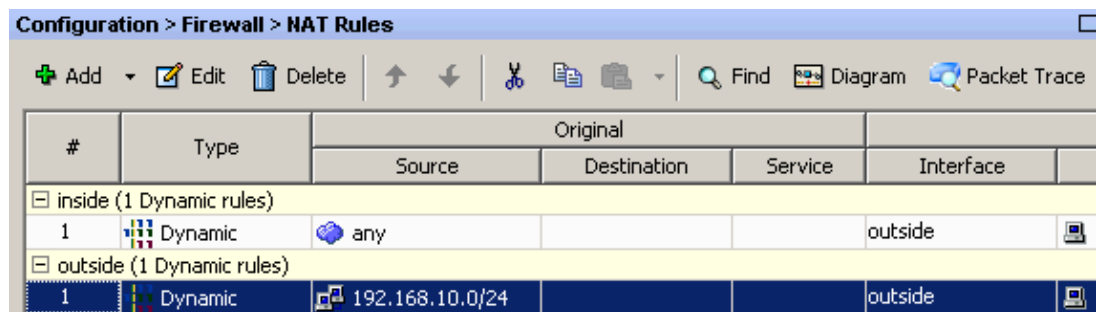 Configuration > Firewall > NAT Rules
Add Edit Delete Find Diagram Packet Trace
# Type Original
Source Destination Service Interface
inside (1 Dynamic rules)
1 Dynamic any outside
outside (1 Dynamic rules)
1 Dynamic 192.168.10.0/24 outside